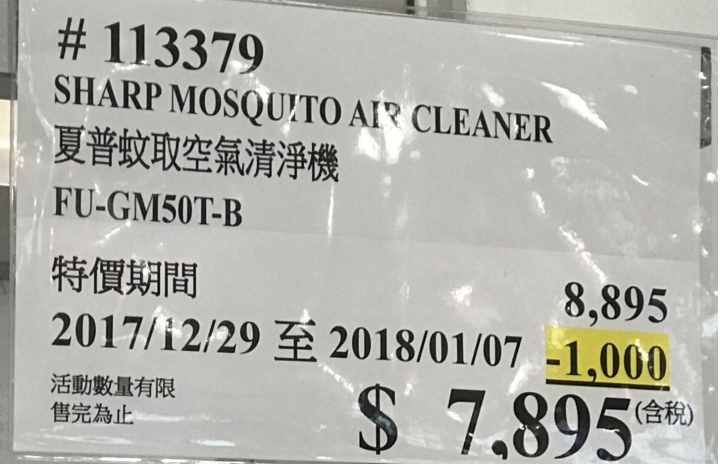 # 113379
SHARP MOSQUITO AIR CLEANER
夏普蚊取空氣清淨機
FU-GM50T-B
特價期間
8,895
2017/12/29 至 2018/01/07 -1,000
活動數量有限
售完為止
$ 7,895(含稅)